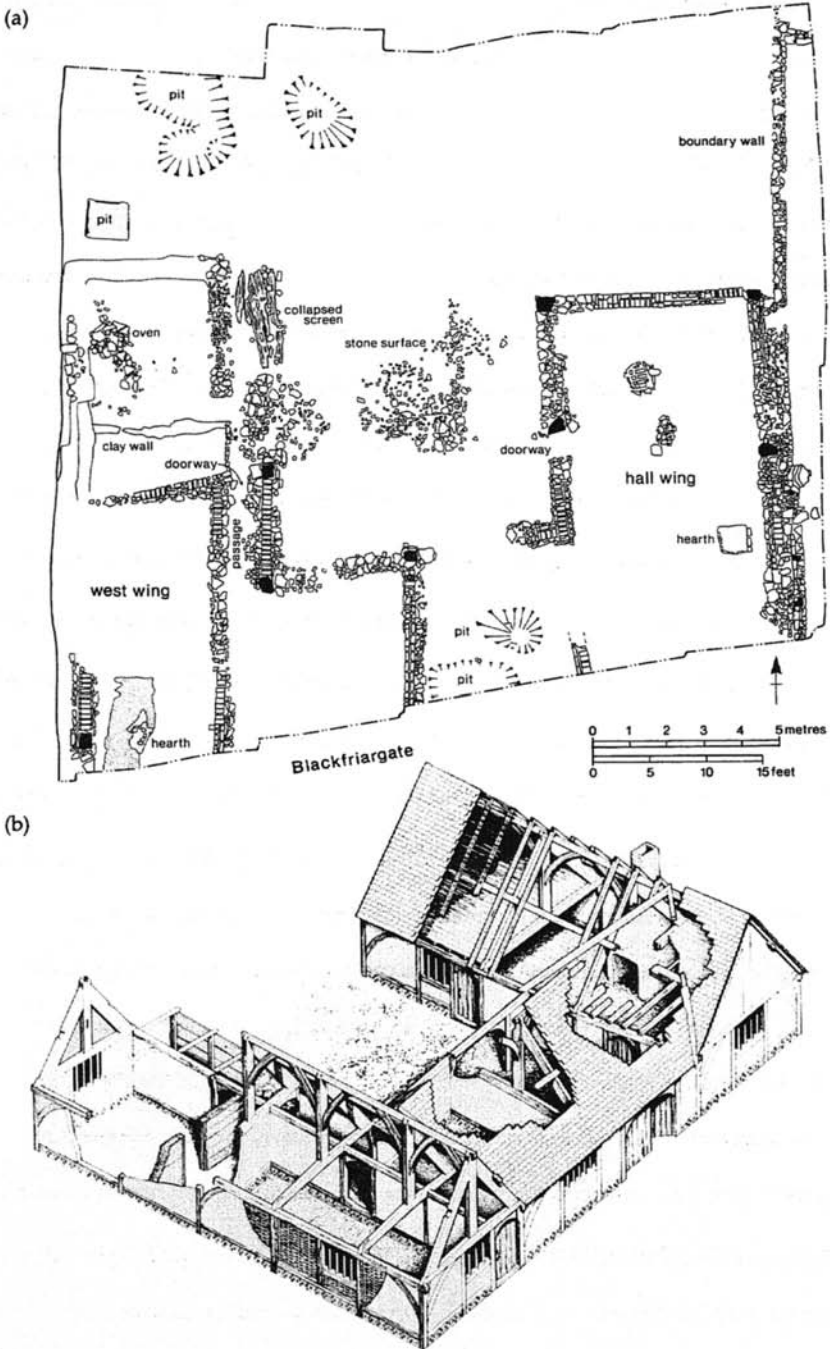 (a)
pit
pit
boundary wall
pit
collapsed
screen
oven
stone surface
clay wall
doorway
doorway
hall wing
passage
hearth
west wing
pit
pit
hearth
Blackfriargate
0 1 2 3 4 5 metres
0 5 10 15 feet
(b)